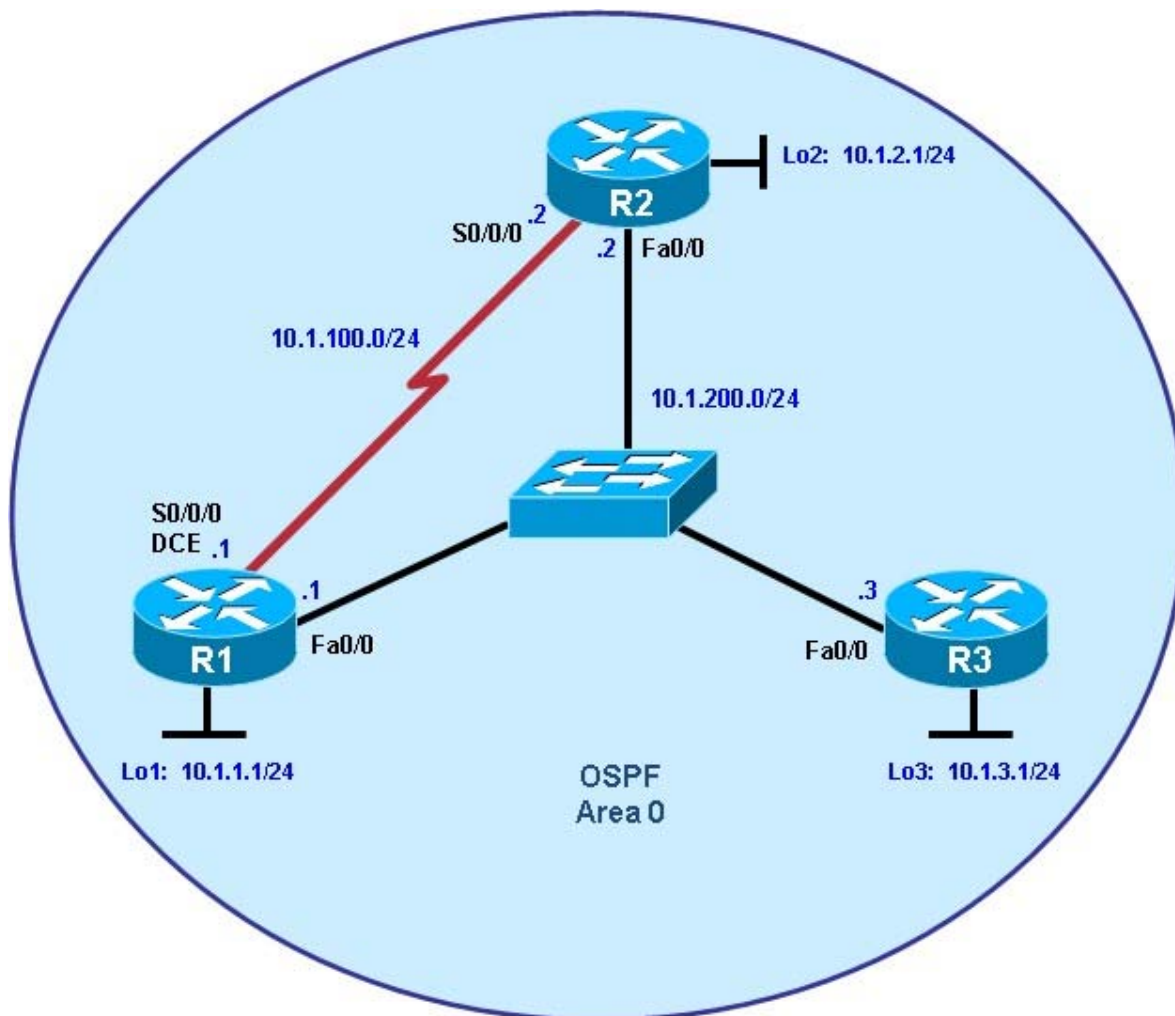 Lo2: 10.1.2.1/24
R2
.2
S0/0/0
.2
Fa0/0
10.1.100.0/24
10.1.200.0/24
S0/0/0
DCE
.1
.1
.3
Fa0/0
Fa0/0
R1
R3
Lo1: 10.1.1.1/24
OSPF
Area 0
Lo3: 10.1.3.1/24